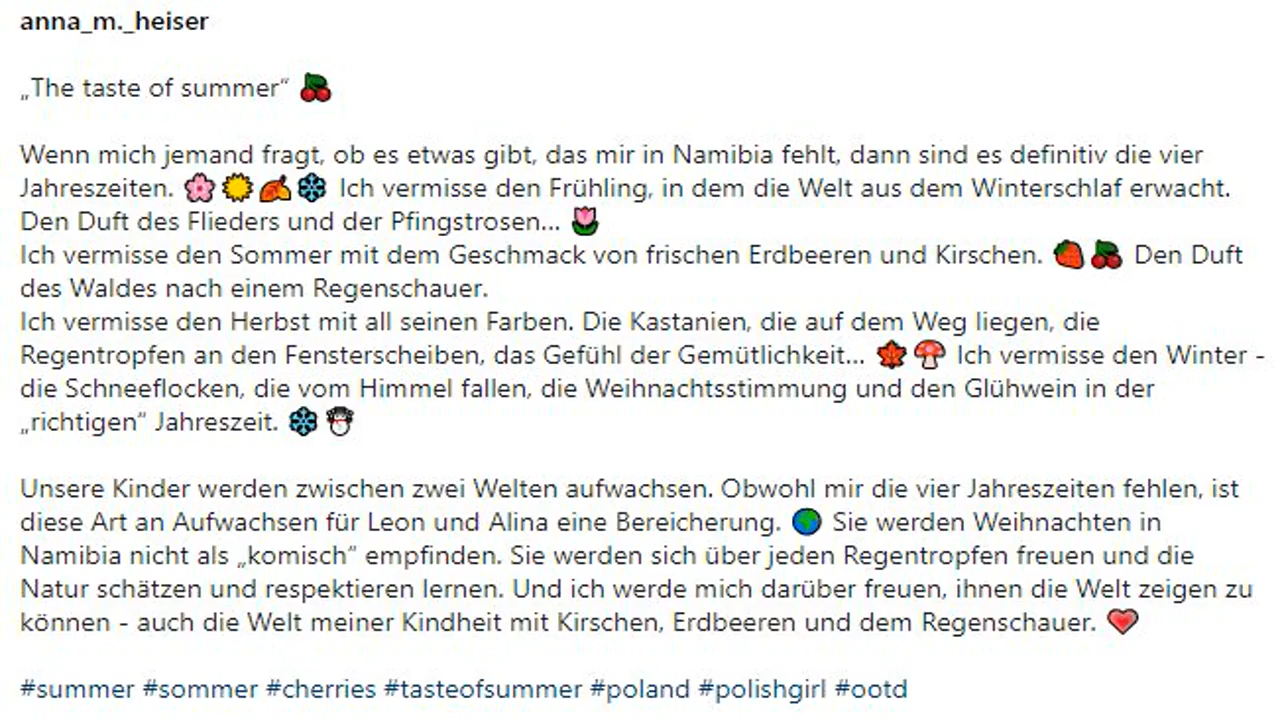 anna_m._heiser
„The taste of summer“ 🍒
Wenn mich jemand fragt, ob es etwas gibt, das mir in Namibia fehlt, dann sind es definitiv die vier
Jahreszeiten. 🌸☀️🍂❄️ Ich vermisse den Frühling, in dem die Welt aus dem Winterschlaf erwacht.
Den Duft des Flieders und der Pfingstrosen... 🌷
Ich vermisse den Sommer mit dem Geschmack von frischen Erdbeeren und Kirschen. 🍓🍒 Den Duft
des Waldes nach einem Regenschauer.
Ich vermisse den Herbst mit all seinen Farben. Die Kastanien, die auf dem Weg liegen, die
Regentropfen an den Fensterscheiben, das Gefühl der Gemütlichkeit... 🍁🍄 Ich vermisse den Winter -
die Schneeflocken, die vom Himmel fallen, die Weihnachtsstimmung und den Glühwein in der
„richtigen“ Jahreszeit. ❄️☃️
Unsere Kinder werden zwischen zwei Welten aufwachsen. Obwohl mir die vier Jahreszeiten fehlen, ist
diese Art an Aufwachsen für Leon und Alina eine Bereicherung. 🌍 Sie werden Weihnachten in
Namibia nicht als „komisch“ empfinden. Sie werden sich über jeden Regentropfen freuen und die
Natur schätzen und respektieren lernen. Und ich werde mich darüber freuen, ihnen die Welt zeigen zu
können - auch die Welt meiner Kindheit mit Kirschen, Erdbeeren und dem Regenschauer. ❤️
#summer #sommer #cherries #tasteofsummer #poland #polishgirl #ootd